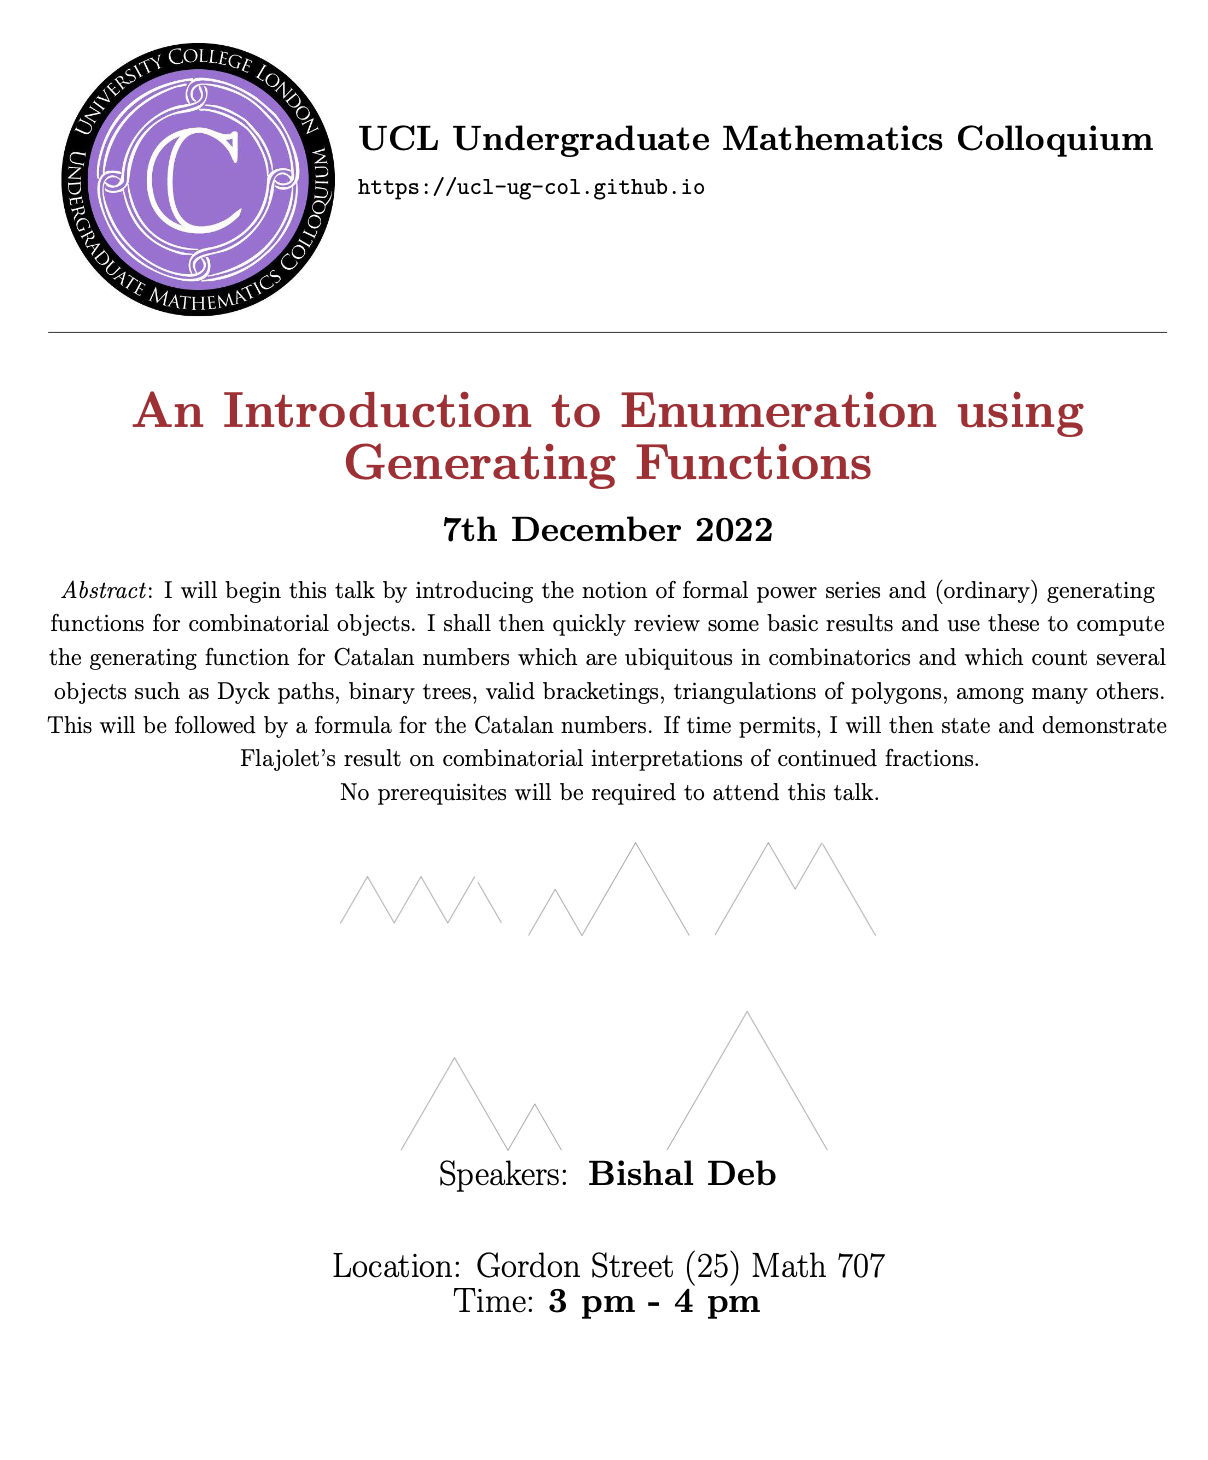 UNIVERSITY COLLEGE LONDON
UNDERGRADUATE MATHEMATICS COLLOQUIUM
C
UCL Undergraduate Mathematics Colloquium
https://ucl-ug-col.github.io
An Introduction to Enumeration using
Generating Functions
7th December 2022
Abstract: I will begin this talk by introducing the notion of formal power series and (ordinary) generating
functions for combinatorial objects. I shall then quickly review some basic results and use these to compute
the generating function for Catalan numbers which are ubiquitous in combinatorics and which count several
objects such as Dyck paths, binary trees, valid bracketings, triangulations of polygons, among many others.
This will be followed by a formula for the Catalan numbers. If time permits, I will then state and demonstrate
Flajolet's result on combinatorial interpretations of continued fractions.
No prerequisites will be required to attend this talk.
Speakers: Bishal Deb
Location: Gordon Street (25) Math 707
Time: 3 pm - 4 pm